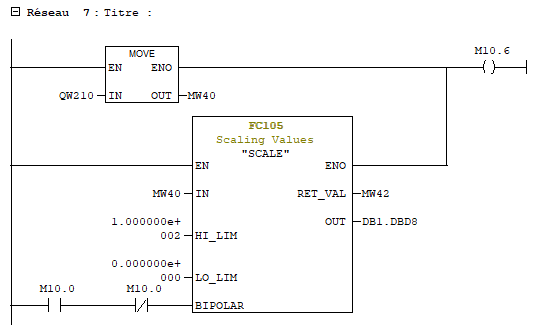 Réseau 7 : Titre :
M10.6
MOVE
EN ENO
QW210 IN OUT MW40
FC105
Scaling Values
"SCALE"
EN ENO
MW40 IN RET_VAL MW42
1.000000e+ OUT DB1.DBD8
002 HI_LIM
0.000000e+
000 LO_LIM
M10.0 M10.0
BIPOLAR